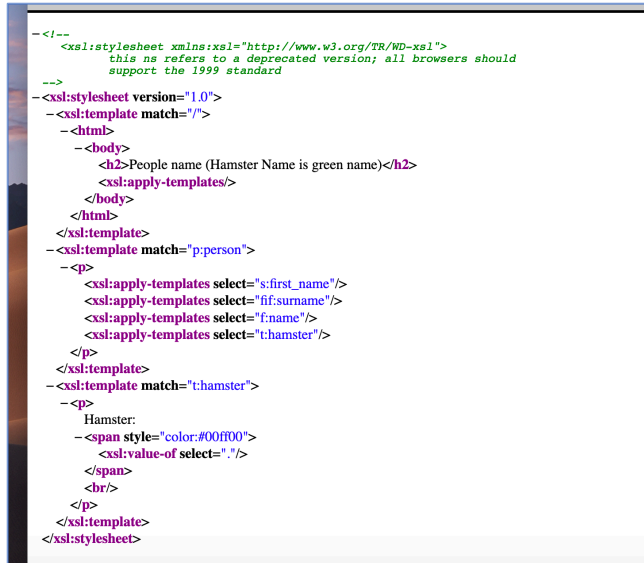 −<!--
<xsl:stylesheet xmlns:xsl="http://www.w3.org/TR/WD-xsl">
this ns refers to a deprecated version; all browsers should
support the 1999 standard
-->
−<xsl:stylesheet version="1.0">
−<xsl:template match="/">
−<html>
−<body>
<h2>People name (Hamster Name is green name)</h2>
<xsl:apply-templates/>
</body>
</html>
</xsl:template>
−<xsl:template match="p:person">
−<p>
<xsl:apply-templates select="s:first_name"/>
<xsl:apply-templates select="fif:surname"/>
<xsl:apply-templates select="f:name"/>
<xsl:apply-templates select="t:hamster"/>
</p>
</xsl:template>
−<xsl:template match="t:hamster">
−<p>
Hamster:
−<span style="color:#00ff00">
<xsl:value-of select="."/>
</span>
<br/>
</p>
</xsl:template>
</xsl:stylesheet>